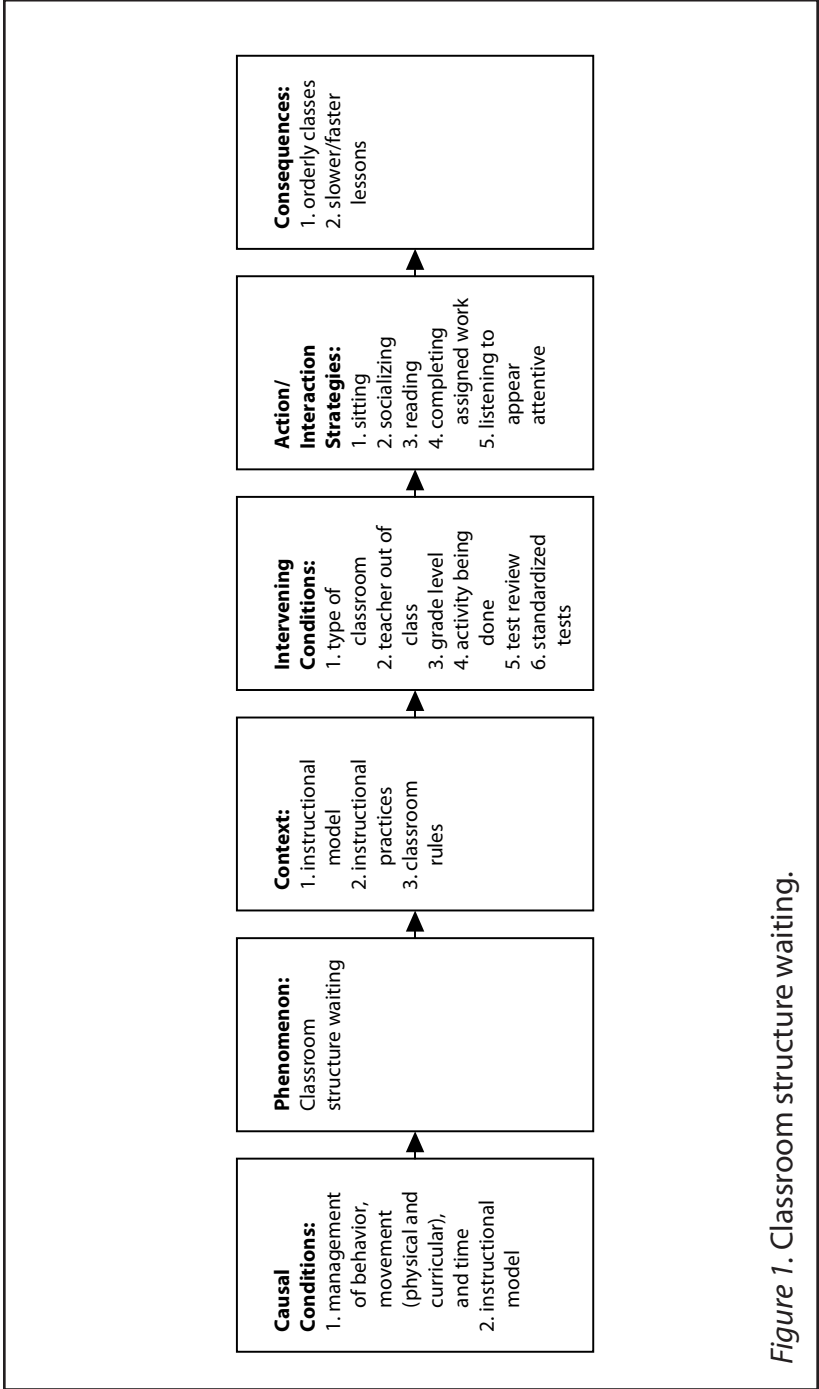 Causal
Conditions:
1. management
of behavior,
movement
(physical and
curricular),
and time
2. instructional
model
Phenomenon:
Classroom
structure waiting
Context:
1. instructional
model
2. instructional
practices
3. classroom
rules
Intervening
Conditions:
1. type of
classroom
2. teacher out of
class
3. grade level
4. activity being
done
5. test review
6. standardized
tests
Action/
Interaction
Strategies:
1. sitting
2. socializing
3. reading
4. completing
assigned work
5. listening to
appear
attentive
Consequences:
1. orderly classes
2. slower/faster
lessons
Figure 1. Classroom structure waiting.